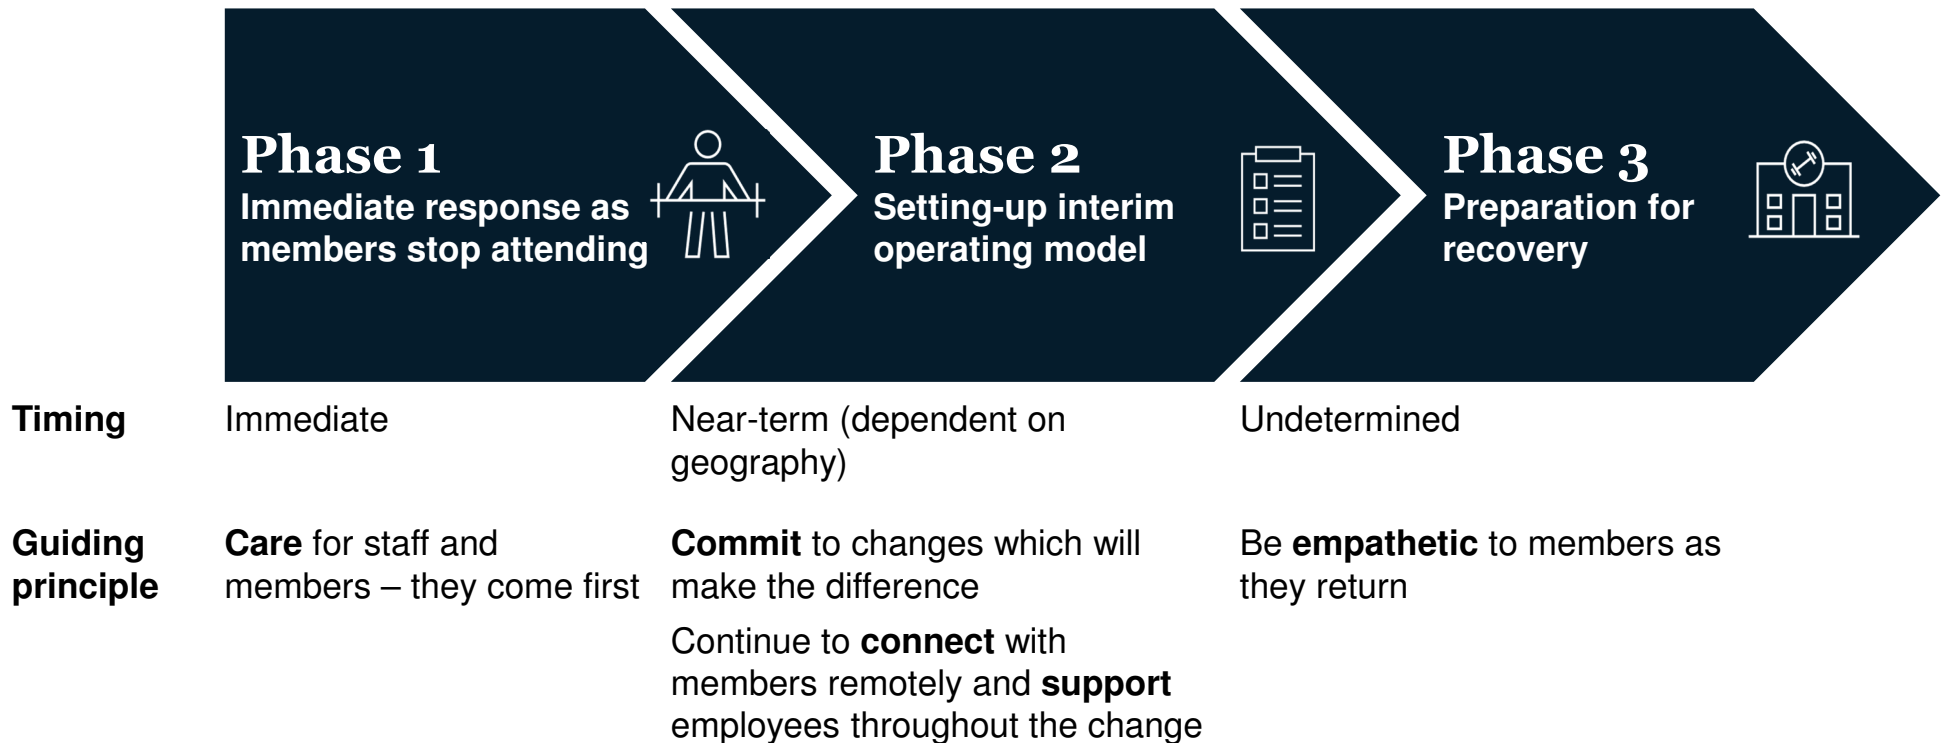 Phase 1
Immediate response as
members stop attending
Phase 2
Setting-up interim
operating model
Phase 3
Preparation for
recovery
Timing
Immediate
Near-term (dependent on
geography)
Undetermined
Guiding
principle
Care for staff and
members – they come first
Commit to changes which will
make the difference
Continue to connect with
members remotely and support
employees throughout the change
Be empathetic to members as
they return